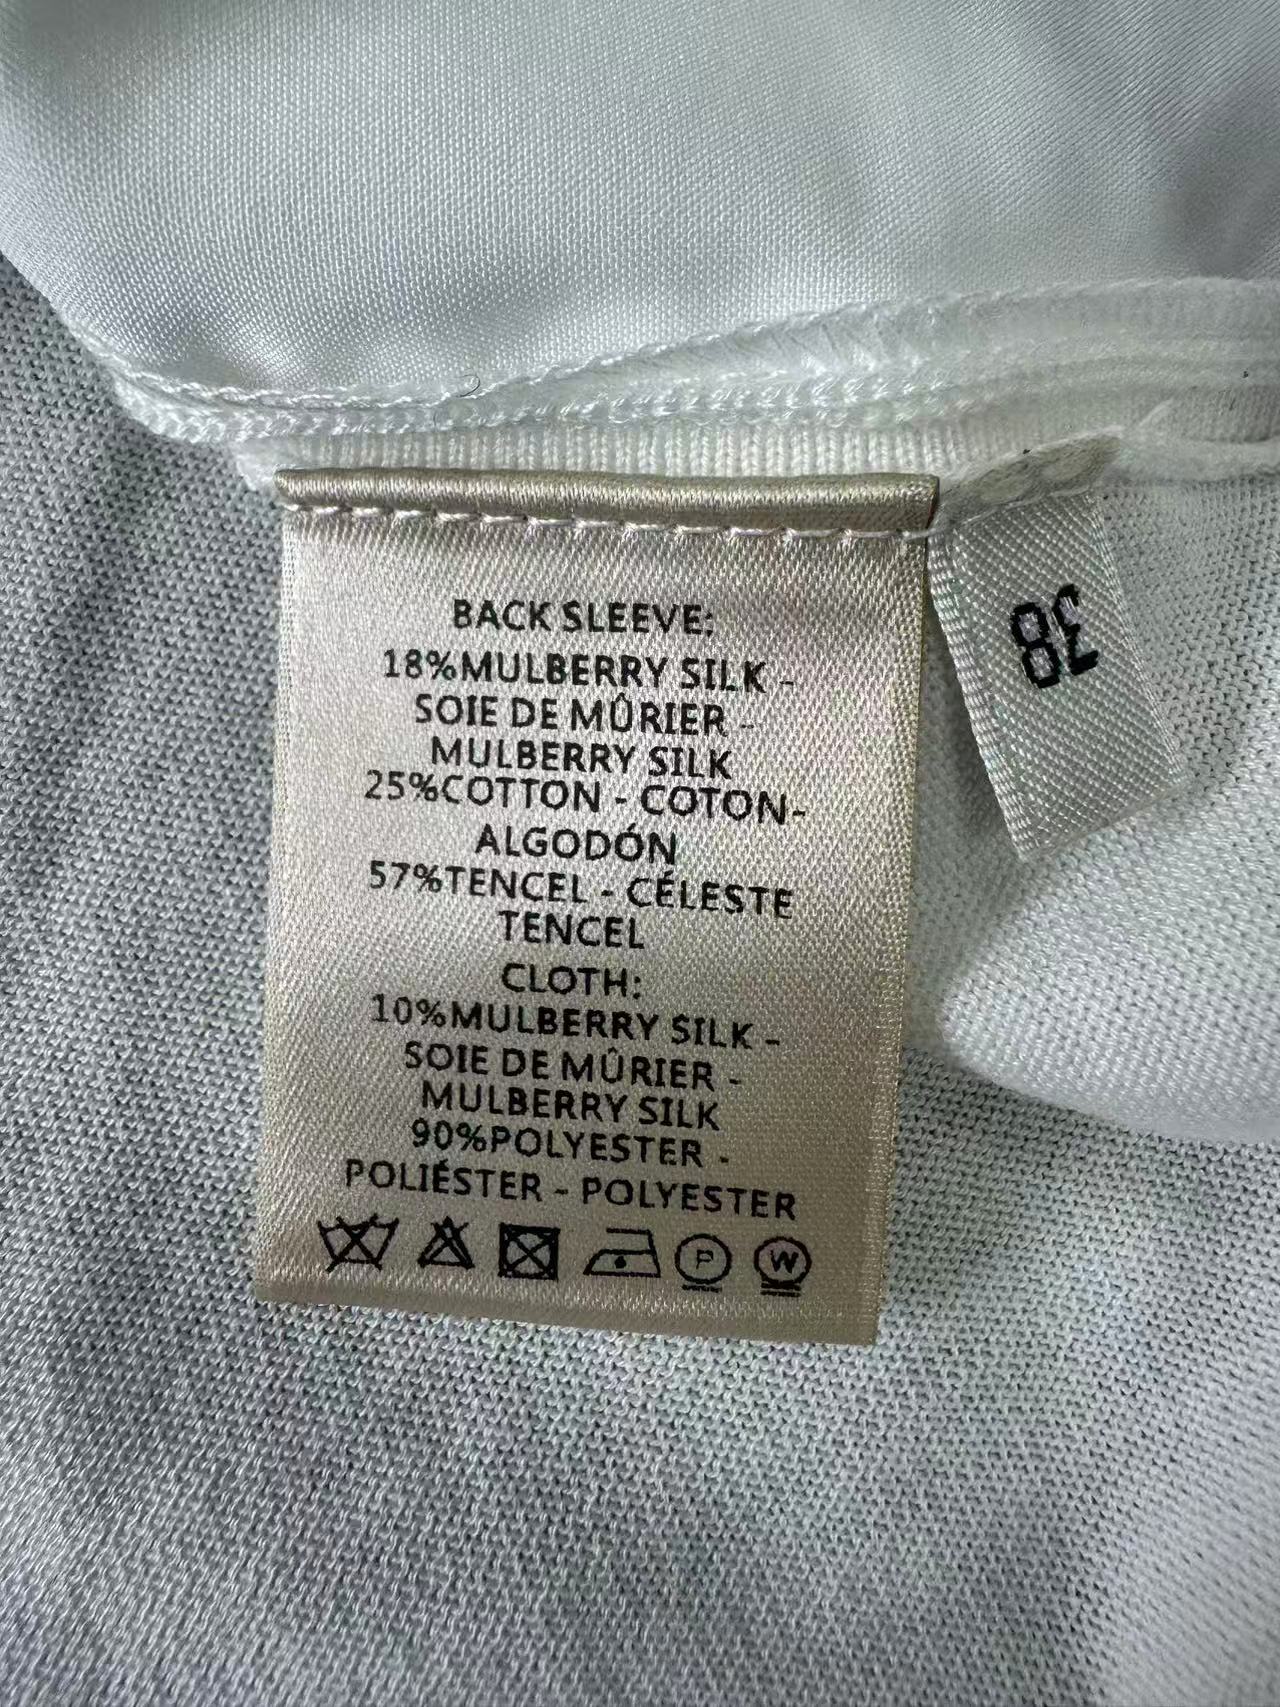 BACK SLEEVE:
18%MULBERRY SILK -
SOIE DE MÛRIER -
MULBERRY SILK
25%COTTON - COTON-
ALGODÓN
57%TENCEL - CÉLESTE
TENCEL
CLOTH:
10%MULBERRY SILK -
SOIE DE MÛRIER -
MULBERRY SILK
90%POLYESTER -
POLIÉSTER - POLYESTER
P W
38